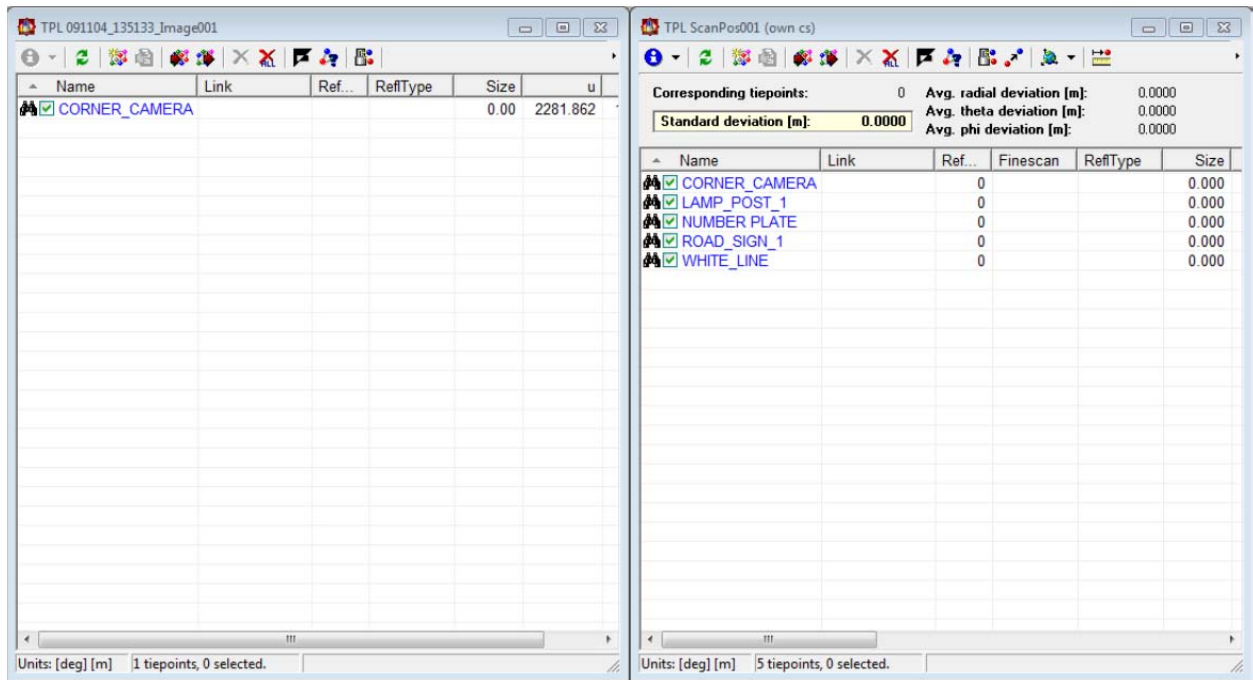 TPL 091104_135133_Image001
ALL
Name Link Ref... ReflType Size u
CORNER_CAMERA 0.00 2281.862
Units: [deg] [m] 1 tiepoints, 0 selected.
TPL ScanPos001 (own cs)
ALL
Corresponding tiepoints: 0 Avg. radial deviation [m]: 0.0000
Avg. theta deviation [m]: 0.0000
Standard deviation [m]: 0.0000
Avg. phi deviation [m]: 0.0000
Name Link Ref... Finescan ReflType Size
CORNER_CAMERA 0 0.000
LAMP_POST_1 0 0.000
NUMBER PLATE 0 0.000
ROAD_SIGN_1 0 0.000
WHITE_LINE 0 0.000
Units: [deg] [m] 5 tiepoints, 0 selected.